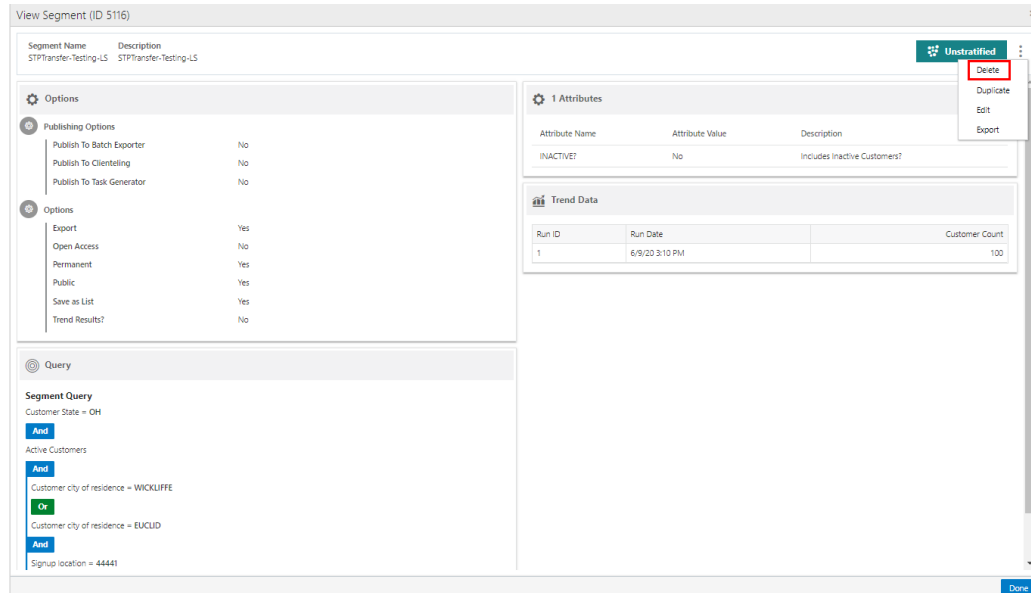 View Segment (ID 5116)
Segment Name Description
STPTransfer-Testing-LS STPTransfer-Testing-LS
Unstratified
Delete
Duplicate
Edit
Export
Options
Publishing Options
Publish To Batch Exporter No
Publish To Clienteling No
Publish To Task Generator No
Options
Export Yes
Open Access No
Permanent Yes
Public Yes
Save as List Yes
Trend Results? No
Query
Segment Query
Customer State = OH
And
Active Customers
And
Customer city of residence = WICKLIFFE
Or
Customer city of residence = EUCLID
And
Signup location = 44441
1 Attributes
Attribute Name Attribute Value Description
INACTIVE? No Includes Inactive Customers?
Trend Data
Run ID Run Date Customer Count
1 6/9/20 3:10 PM 100
Done